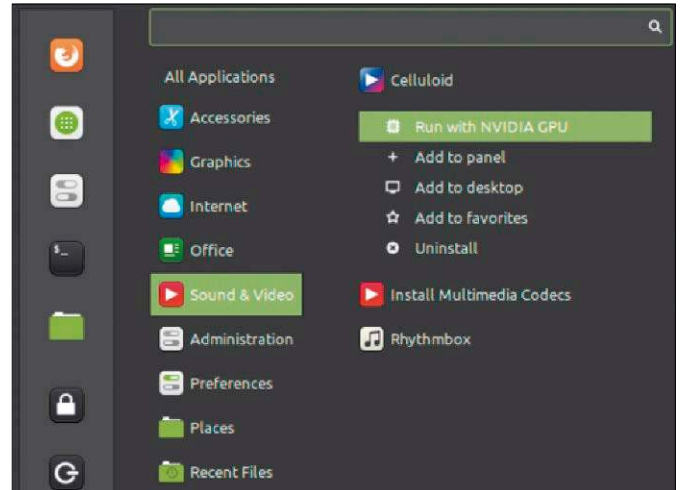 All Applications
Accessories
Graphics
Internet
Office
Sound & Video
Administration
Preferences
Places
Recent Files
Celluloid
Run with NVIDIA GPU
Add to panel
Add to desktop
Add to favorites
Uninstall
Install Multimedia Codecs
Rhythmbox
$_